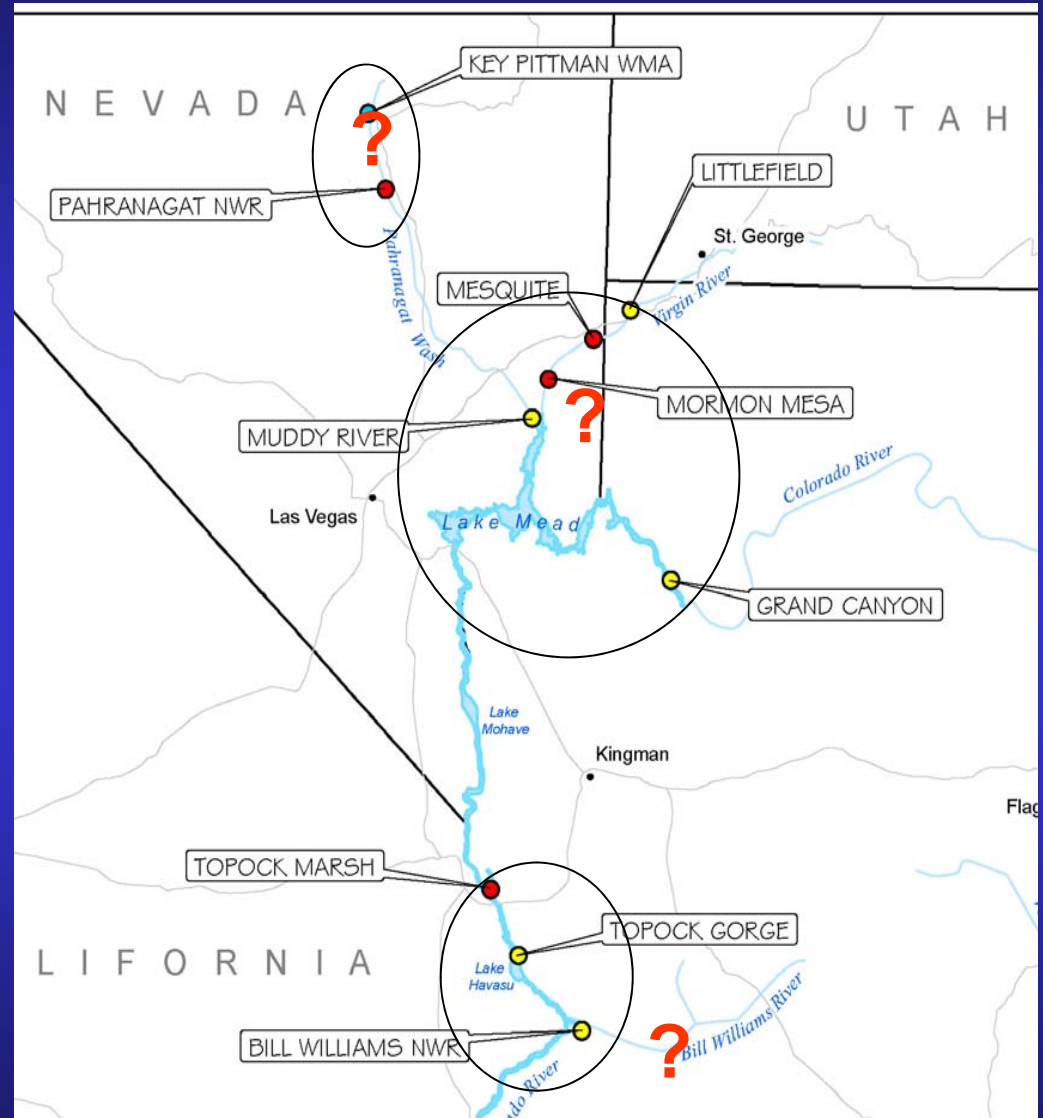 KEY PITTMAN WMA
NEVADA
UTAH
?
LITTLEFIELD
PAHRANAGAT NWR
St. George
Pahranagat Wash
MESQUITE
Virgin River
?
MORMON MESA
MUDDY RIVER
Colorado River
Las Vegas
Lake Mead
GRAND CANYON
Lake
Mohave
Kingman
Flag
TOPOCK MARSH
TOPOCK GORGE
LIFORNIA
Lake
Havasu
?
Bill Williams River
BILL WILLIAMS NWR
do River